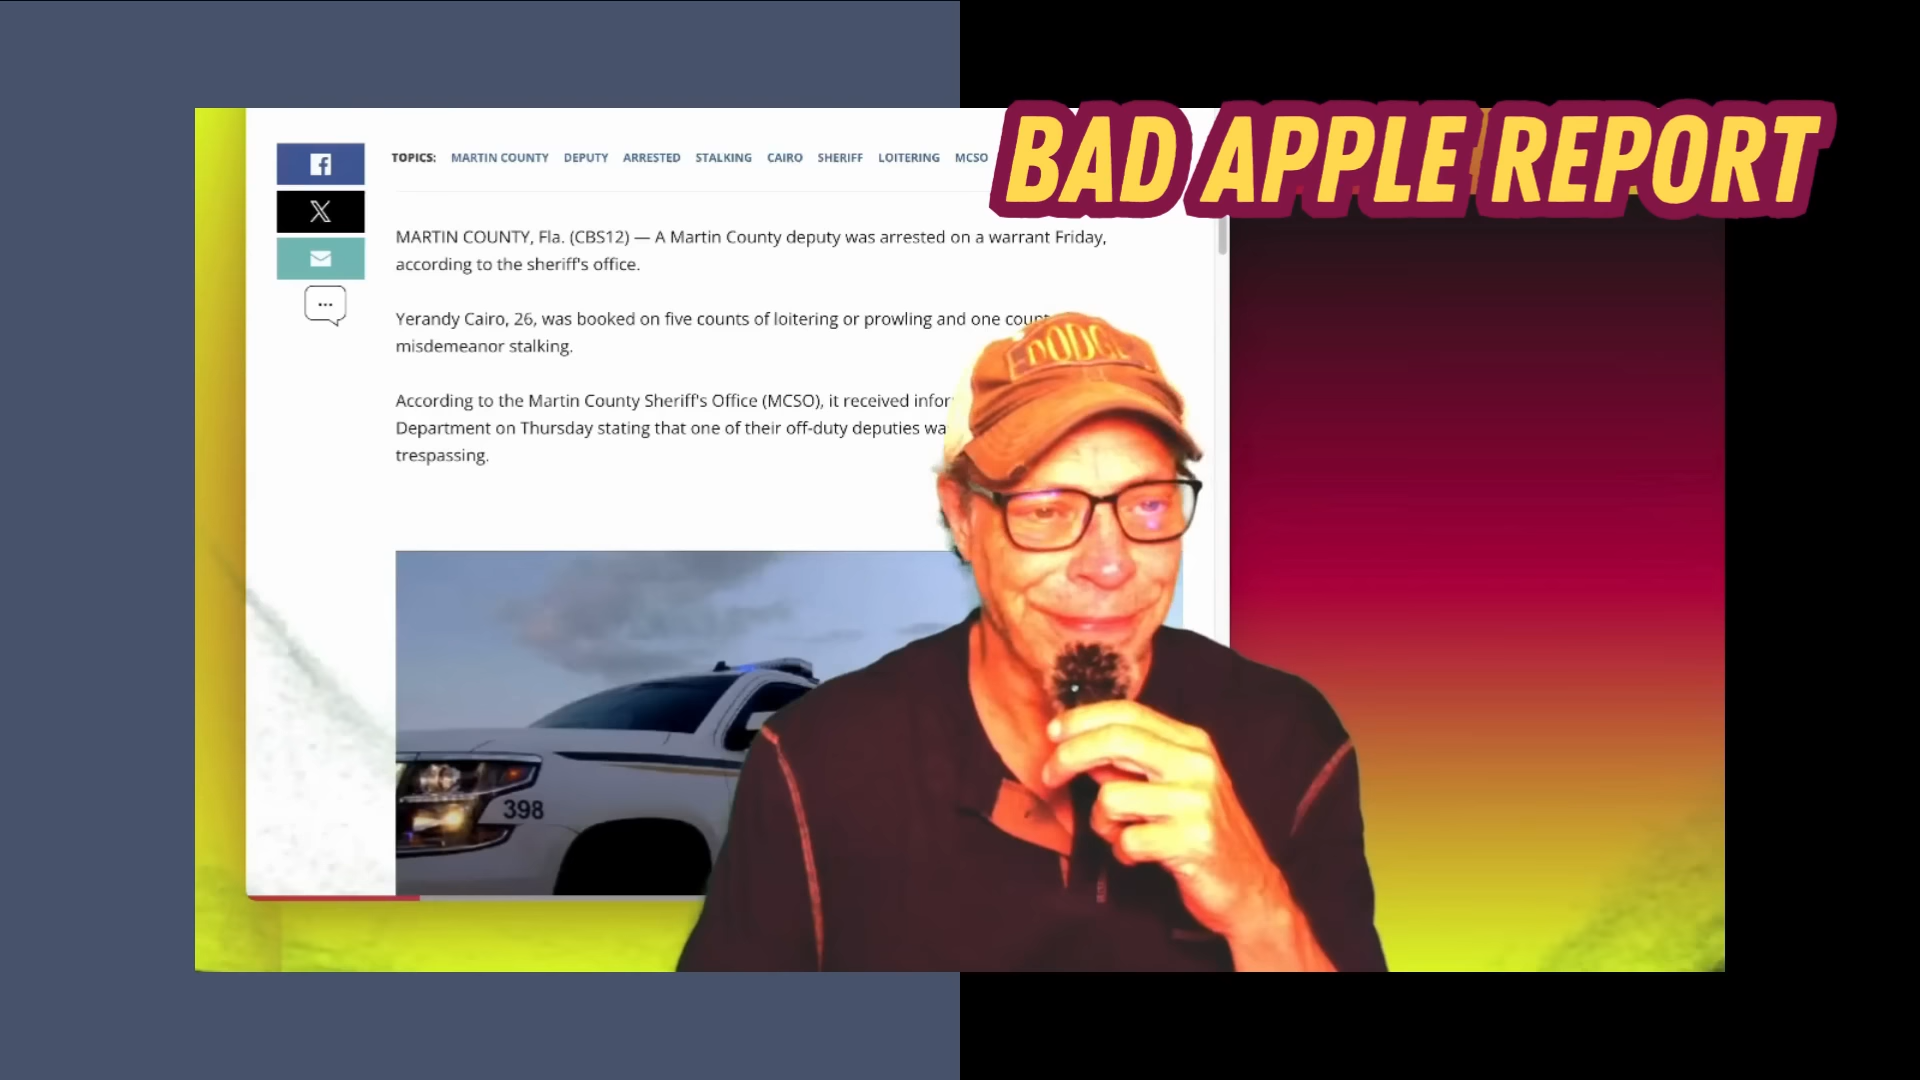 BAD APPLE REPORT
TOPICS: MARTIN COUNTY DEPUTY ARRESTED STALKING CAIRO SHERIFF LOITERING MCSO
MARTIN COUNTY, Fla. (CBS12) — A Martin County deputy was arrested on a warrant Friday,
according to the sheriff's office.
Yerandy Cairo, 26, was booked on five counts of loitering or prowling and one count
misdemeanor stalking.
According to the Martin County Sheriff's Office (MCSO), it received
Department on Thursday stating that one of their off-duty deputies
trespassing.
DODGE
398